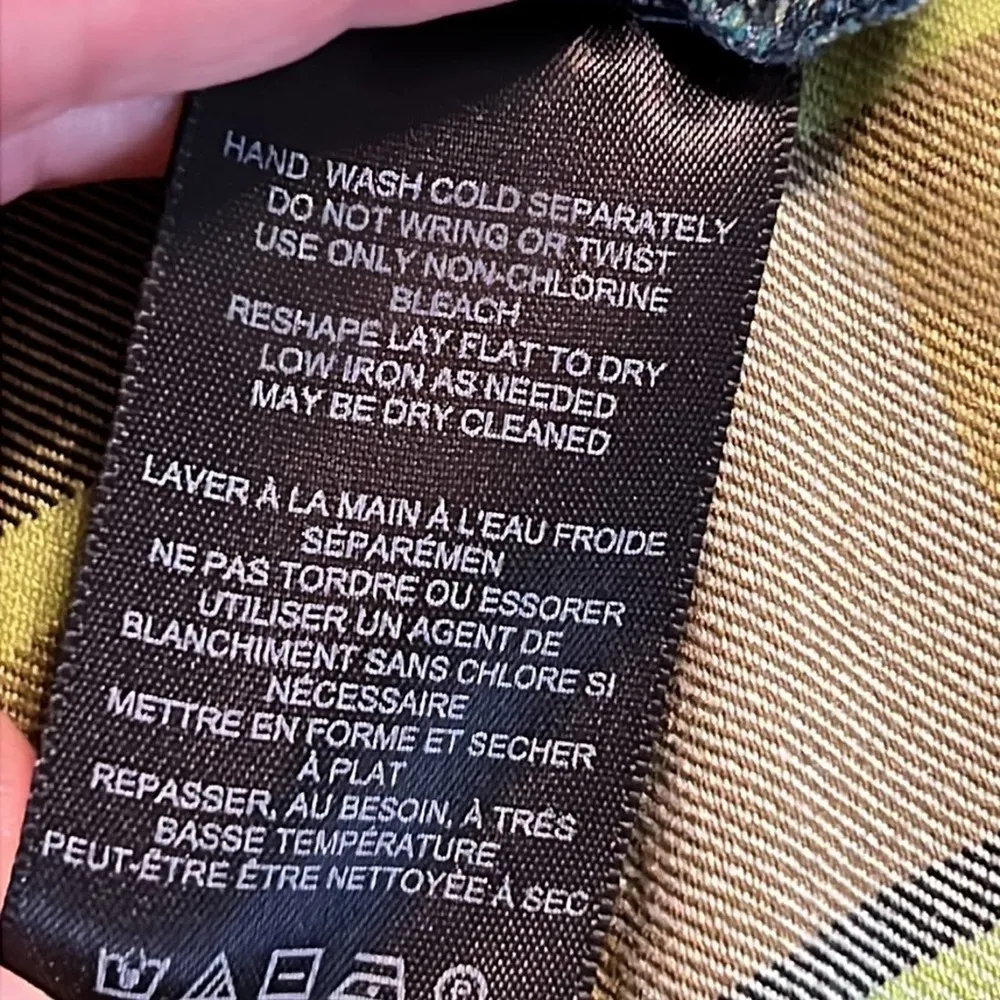 HAND WASH COLD SEPARATELY
DO NOT WRING OR TWIST
USE ONLY NON-CHLORINE
BLEACH
RESHAPE LAY FLAT TO DRY
LOW IRON AS NEEDED
MAY BE DRY CLEANED
LAVER À LA MAIN À L'EAU FROIDE
SÉPARÉMEN
NE PAS TORDRE OU ESSORER
UTILISER UN AGENT DE
BLANCHIMENT SANS CHLORE SI
NÉCESSAIRE
METTRE EN FORME ET SECHER
À PLAT
REPASSER, AU BESOIN, À TRÈS
BASSE TEMPÉRATURE
PEUT-ÊTRE ÊTRE NETTOYÉE À SEC